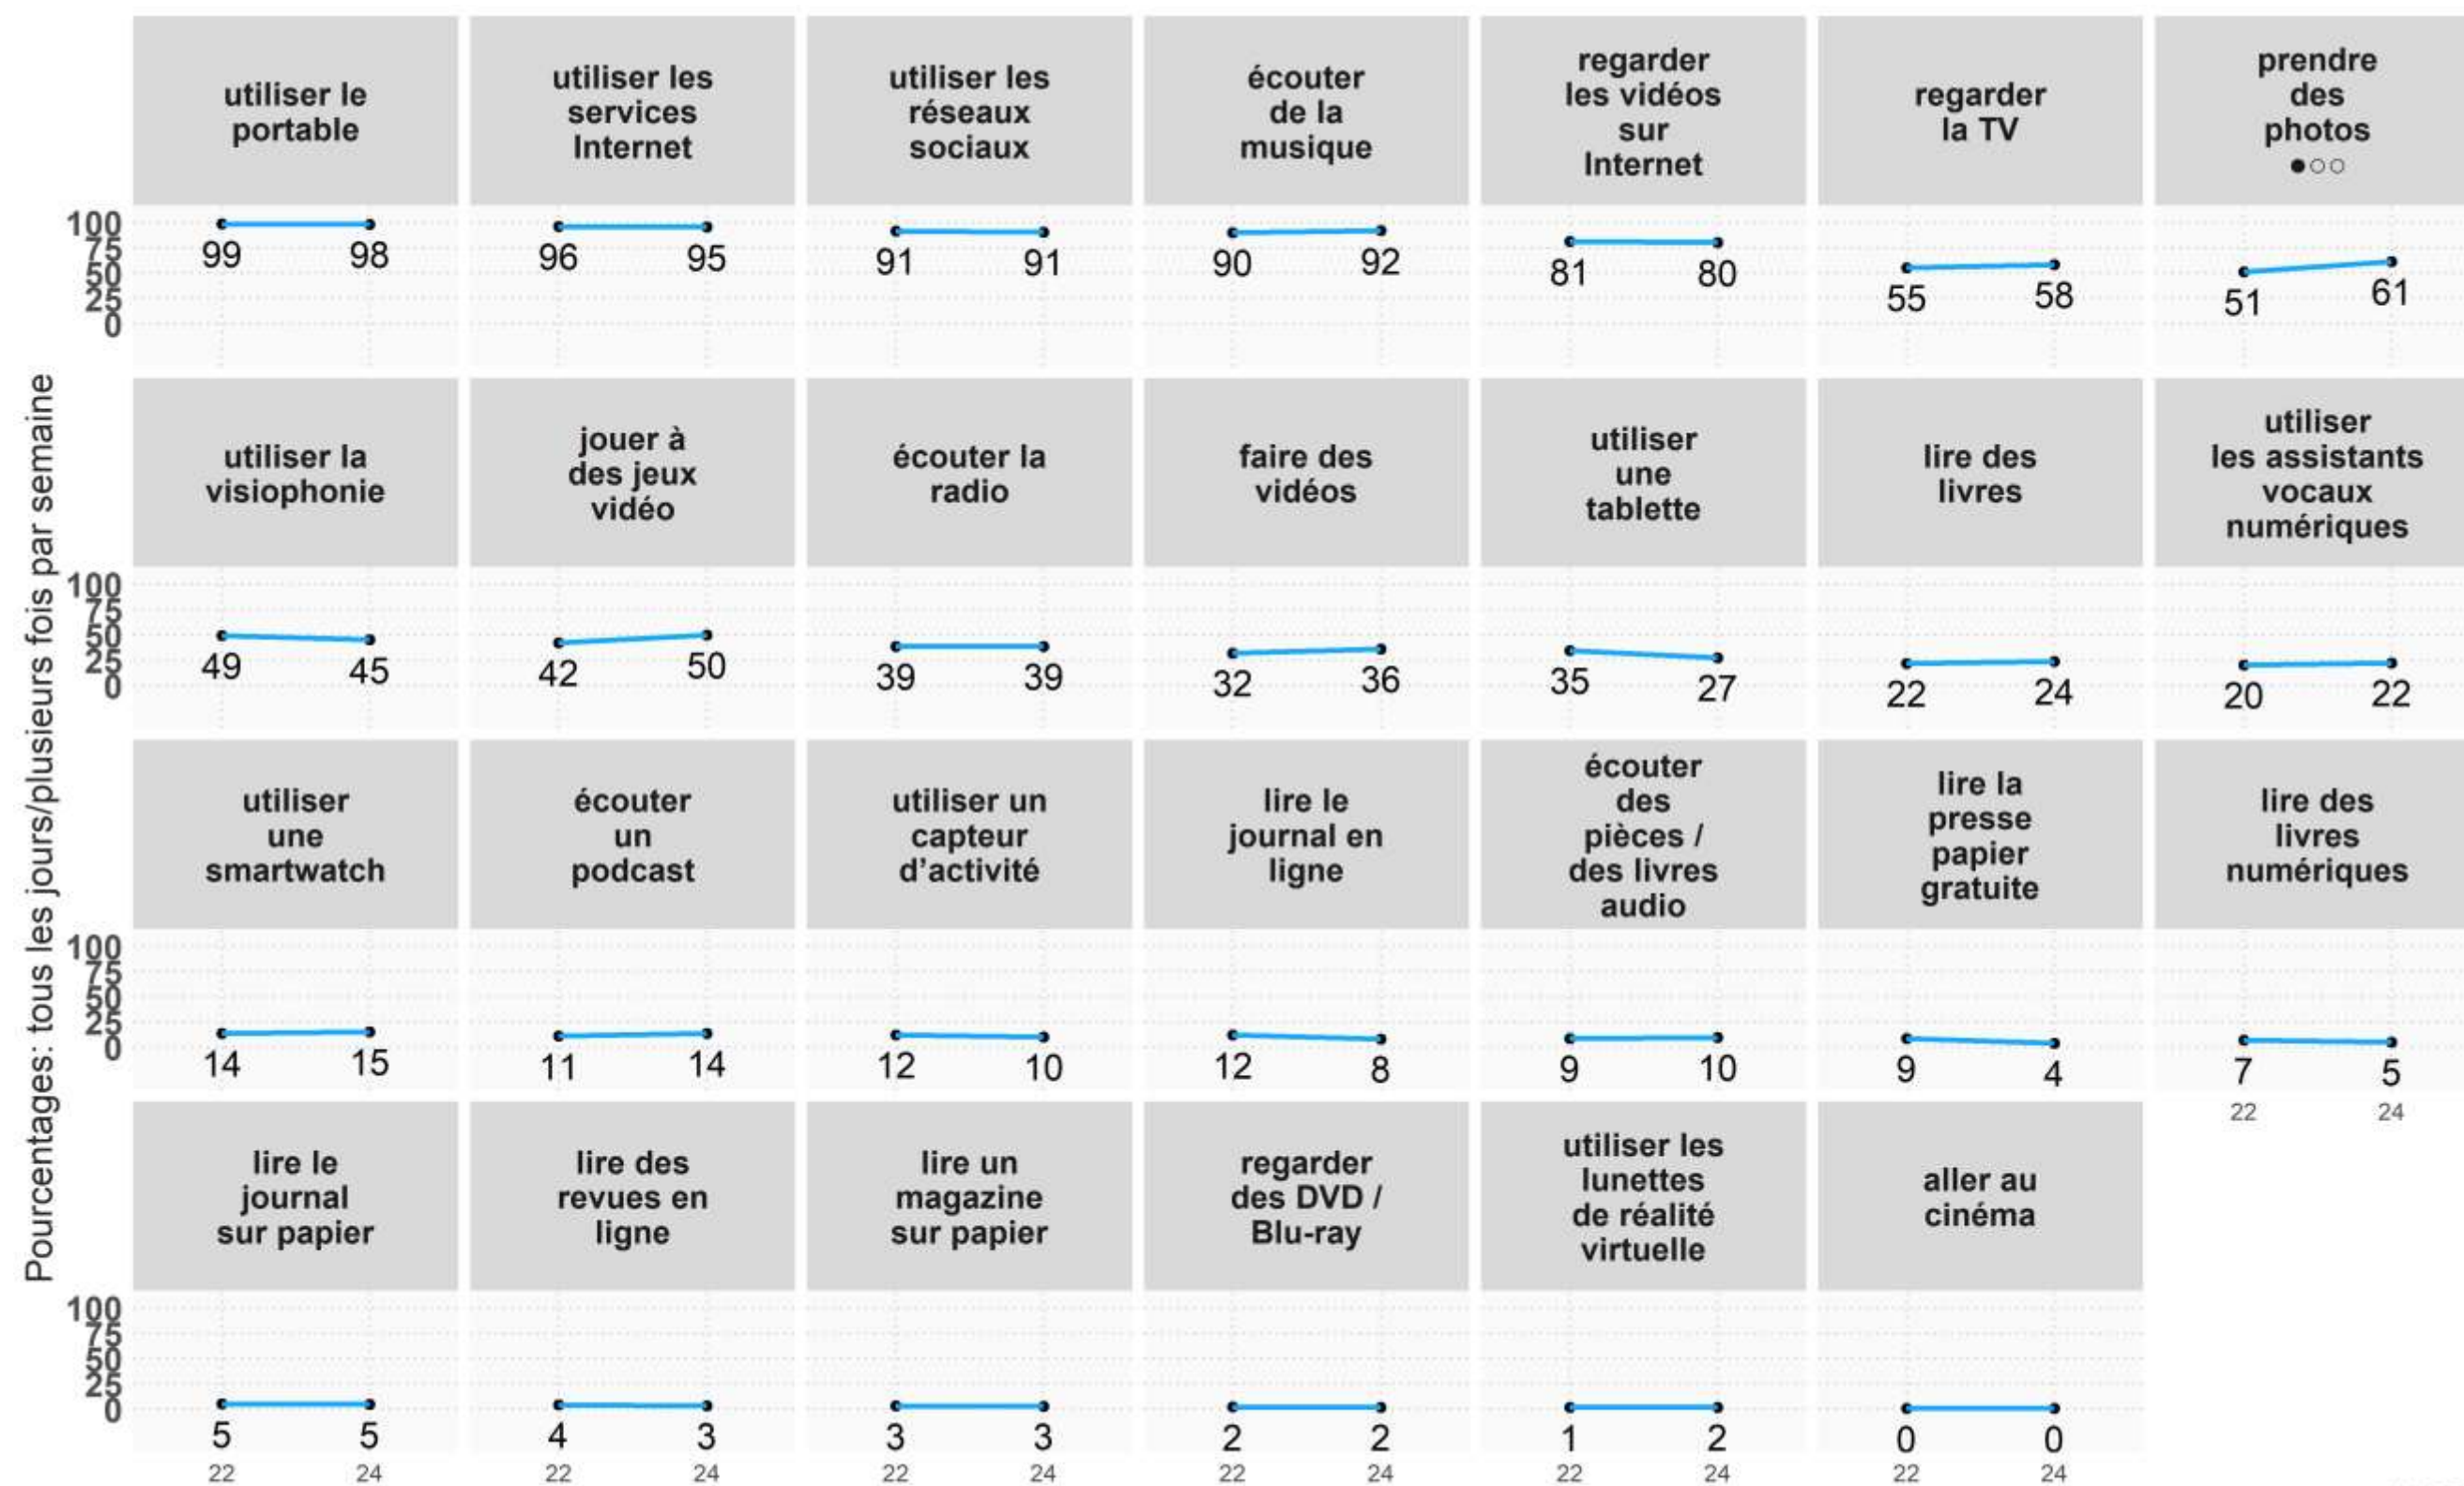 Pourcentages: tous les jours/plusieurs fois par semaine
utiliser le
portable
utiliser les
services
Internet
utiliser les
réseaux
sociaux
écouter
de la
musique
regarder
les vidéos
sur
Internet
regarder
la TV
prendre
des
photos
●○○
100
75
50
25
0
99 98
96 95
91 91
90 92
81 80
55 58
51 61
utiliser la
visiophonie
jouer à
des jeux
vidéo
écouter la
radio
faire des
vidéos
utiliser
une
tablette
lire des
livres
utiliser
les assistants
vocaux
numériques
100
75
50
25
0
49 45
42 50
39 39
32 36
35 27
22 24
20 22
utiliser
une
smartwatch
écouter
un
podcast
utiliser un
capteur
d’activité
lire le
journal en
ligne
écouter
des
pièces /
des livres
audio
lire la
presse
papier
gratuite
lire des
livres
numériques
100
75
50
25
0
14 15
11 14
12 10
12 8
9 10
9 4
7 5
22 24
lire le
journal
sur papier
lire des
revues en
ligne
lire un
magazine
sur papier
regarder
des DVD /
Blu-ray
utiliser les
lunettes
de réalité
virtuelle
aller au
cinéma
100
75
50
25
0
5 5
4 3
3 3
2 2
1 2
0 0
22 24
22 24
22 24
22 24
22 24
22 24